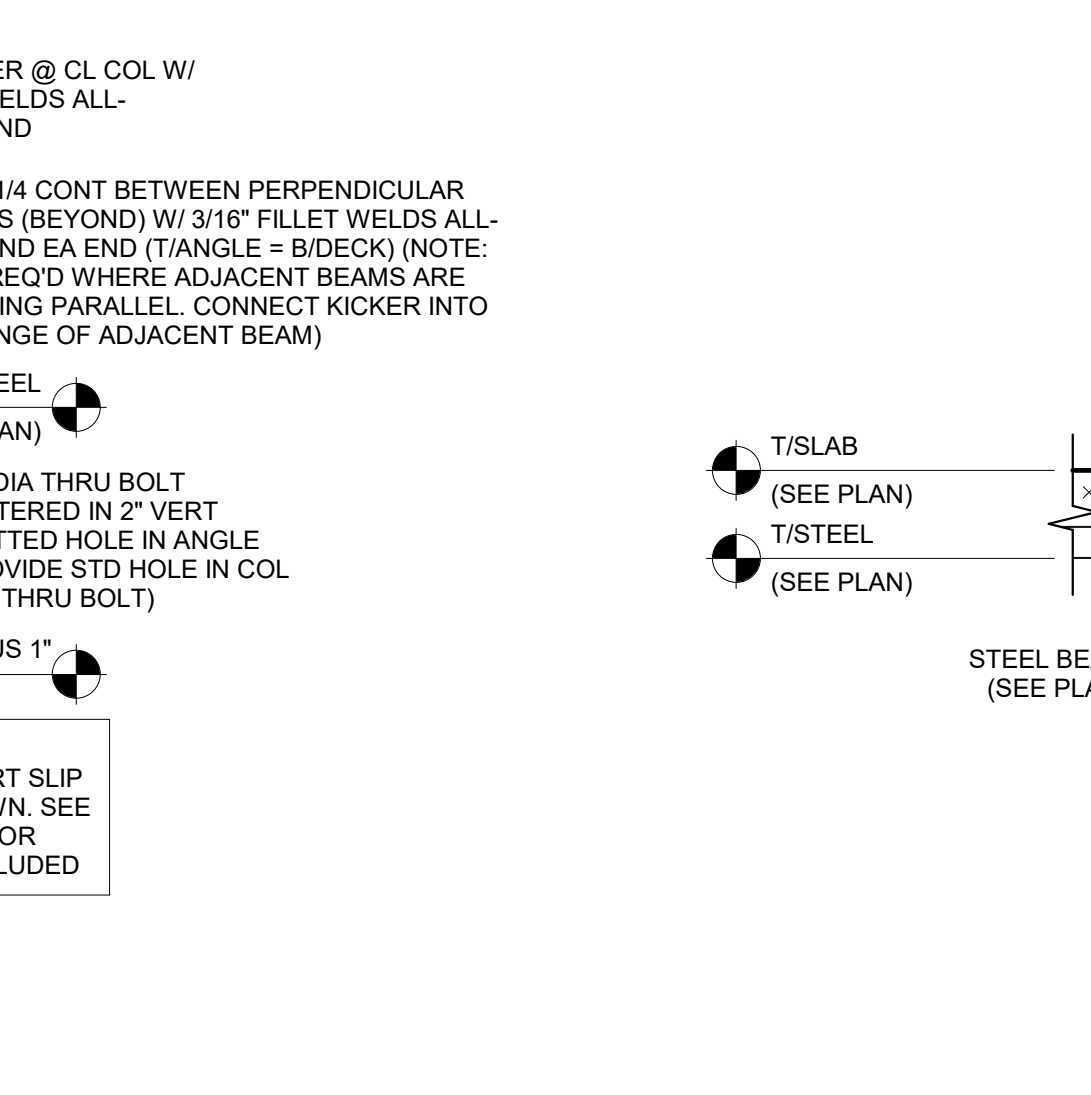 ER @ CL COL W/
ELDS ALL-
ND
1/4 CONT BETWEEN PERPENDICULAR
S (BEYOND) W/ 3/16" FILLET WELDS ALL-
ND EA END (T/ANGLE = B/DECK) (NOTE:
REQ'D WHERE ADJACENT BEAMS ARE
ING PARALLEL. CONNECT KICKER INTO
NGE OF ADJACENT BEAM)
EEL
AN)
DIA THRU BOLT
TERED IN 2" VERT
TTED HOLE IN ANGLE
OVIDE STD HOLE IN COL
THRU BOLT)
US 1"
RT SLIP
WN. SEE
OR
LUDED
T/SLAB
(SEE PLAN)
T/STEEL
(SEE PLAN)
STEEL BEA
(SEE PLA